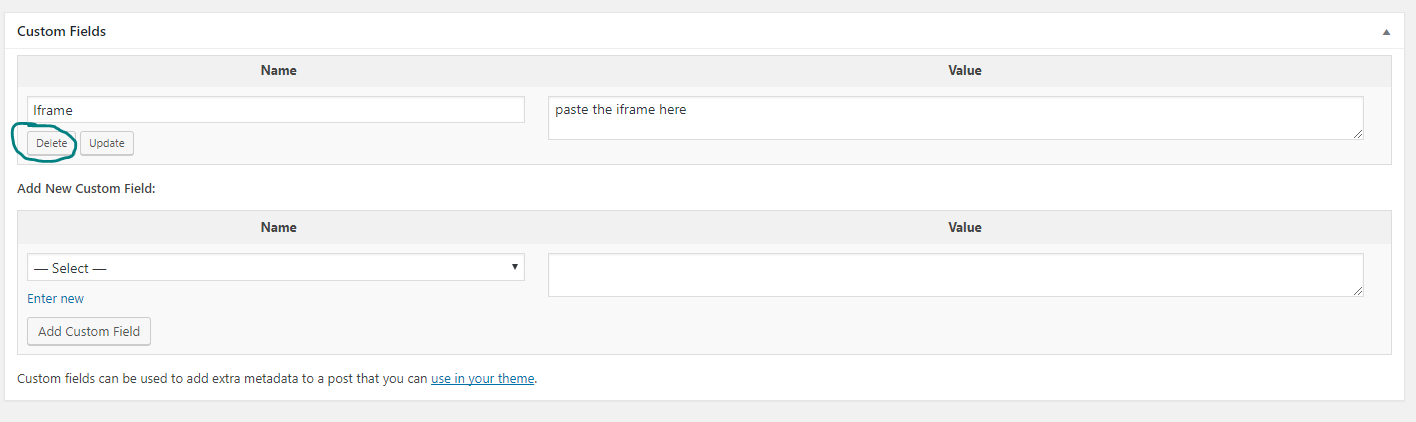 Custom Fields
Name Value
Iframe paste the iframe here
Delete Update
Add New Custom Field:
Name Value
— Select —
Enter new
Add Custom Field
Custom fields can be used to add extra metadata to a post that you can use in your theme.